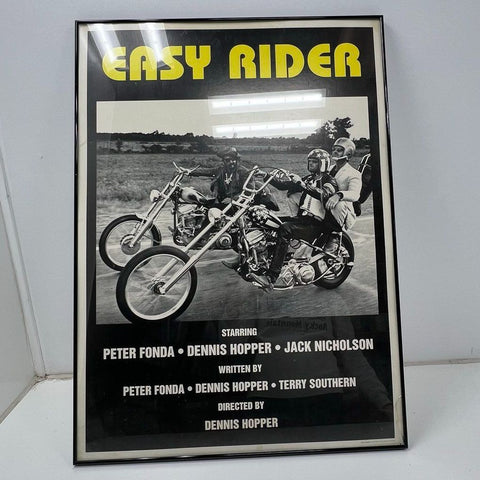 EASY RIDER
STARRING
PETER FONDA • DENNIS HOPPER • JACK NICHOLSON
WRITTEN BY
PETER FONDA • DENNIS HOPPER • TERRY SOUTHERN
DIRECTED BY
DENNIS HOPPER